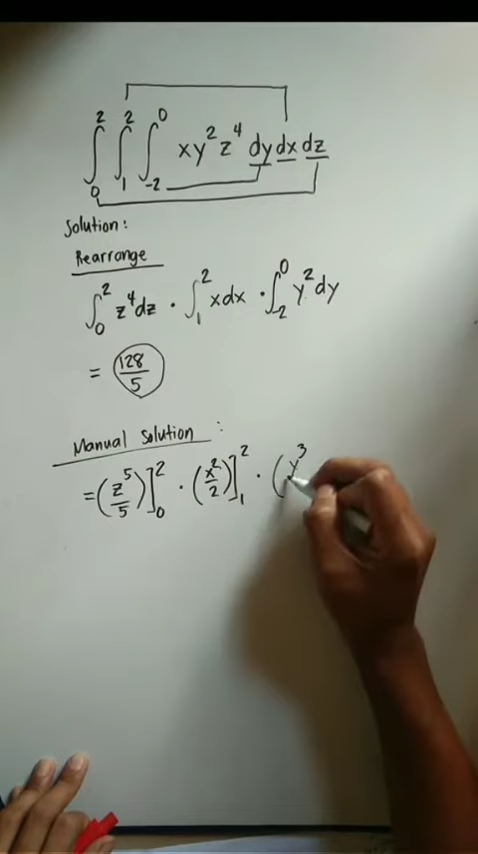 ∫₀² ∫₁² ∫₋₂⁰ xy²z⁴ dy dx dz
Solution:
Rearrange
∫₀² z⁴dz · ∫₁² xdx · ∫₋₂⁰ y²dy
= 128/5
Manual Solution :
= (z⁵/5)]₀² · (x²/2)]₁² · (y³